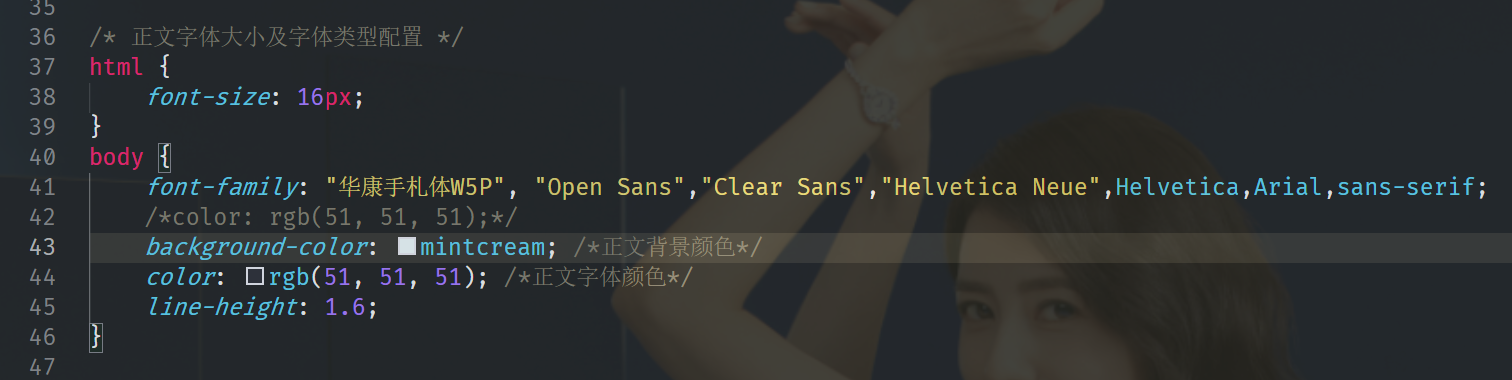 35
36 /* 正文字体大小及字体类型配置 */
37 html {
38     font-size: 16px;
39 }
40 body {
41     font-family: "华康手札体W5P", "Open Sans","Clear Sans","Helvetica Neue",Helvetica,Arial,sans-serif;
42     /*color: rgb(51, 51, 51);*/
43     background-color: mintcream; /*正文背景颜色*/
44     color: rgb(51, 51, 51); /*正文字体颜色*/
45     line-height: 1.6;
46 }
47